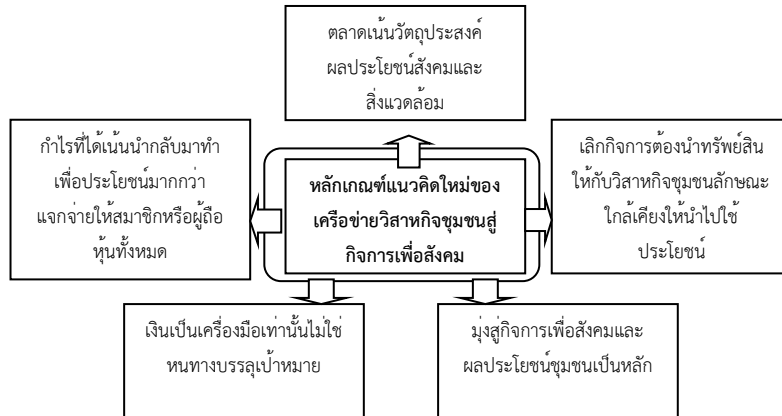 ตลาดเน้นวัตถุประสงค์
ผลประโยชน์สังคมและ
สิ่งแวดล้อม
กำไรที่ได้เน้นนำกลับมาทำ
เพื่อประโยชน์มากกว่า
แจกจ่ายให้สมาชิกหรือผู้ถือ
หุ้นทั้งหมด
หลักเกณฑ์แนวคิดใหม่ของ
เครือข่ายวิสาหกิจชุมชนสู่
กิจการเพื่อสังคม
เลิกกิจการต้องนำทรัพย์สิน
ให้กับวิสาหกิจชุมชนลักษณะ
ใกล้เคียงให้นำไปใช้
ประโยชน์
เงินเป็นเครื่องมือเท่านั้นไม่ใช่
หนทางบรรลุเป้าหมาย
มุ่งสู่กิจการเพื่อสังคมและ
ผลประโยชน์ชุมชนเป็นหลัก